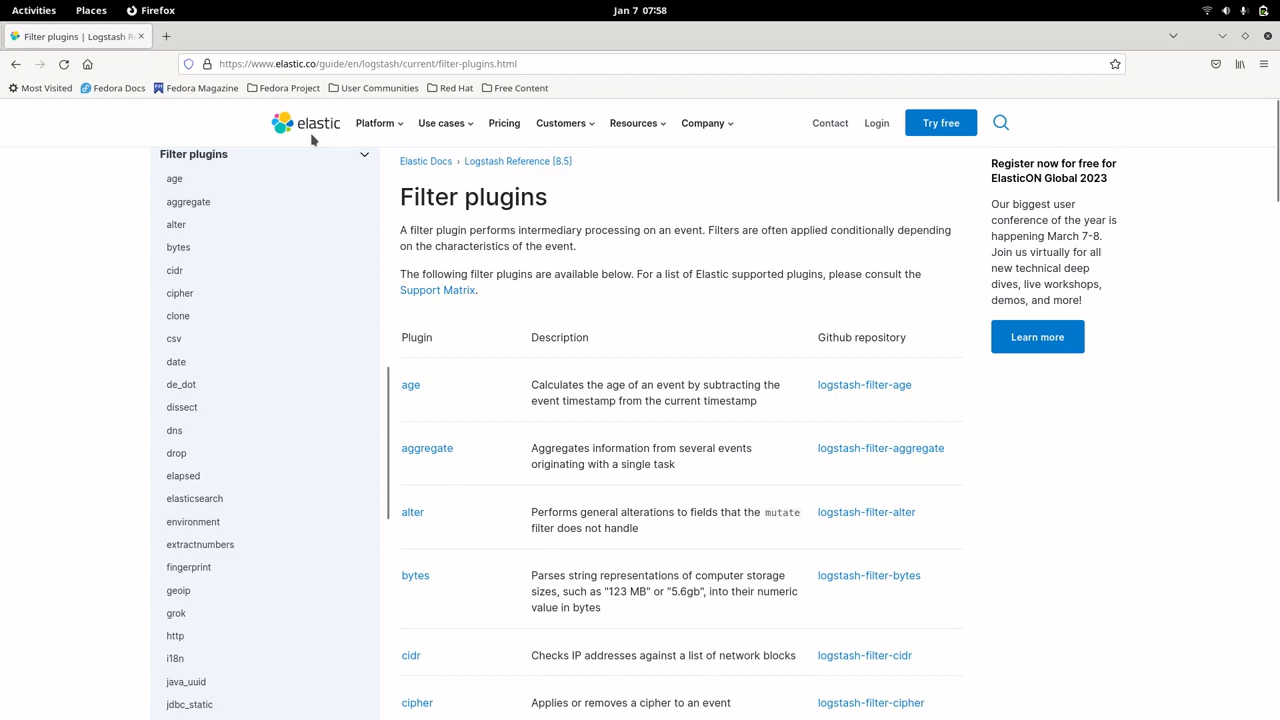 Activities Places Firefox Jan 7 07:58
Filter plugins | Logstash R
https://www.elastic.co/guide/en/logstash/current/filter-plugins.html
Most Visited Fedora Docs Fedora Magazine Fedora Project User Communities Red Hat Free Content
elastic Platform Use cases Pricing Customers Resources Company Contact Login Try free
Filter plugins
age
aggregate
alter
bytes
cidr
cipher
clone
csv
date
de_dot
dissect
dns
drop
elapsed
elasticsearch
environment
extractnumbers
fingerprint
geoip
grok
http
i18n
java_uuid
jdbc_static
Elastic Docs › Logstash Reference [8.5]
Filter plugins
A filter plugin performs intermediary processing on an event. Filters are often applied conditionally depending
on the characteristics of the event.
The following filter plugins are available below. For a list of Elastic supported plugins, please consult the
Support Matrix.
Plugin Description Github repository
age Calculates the age of an event by subtracting the logstash-filter-age
event timestamp from the current timestamp
aggregate Aggregates information from several events logstash-filter-aggregate
originating with a single task
alter Performs general alterations to fields that the mutate logstash-filter-alter
filter does not handle
bytes Parses string representations of computer storage logstash-filter-bytes
sizes, such as "123 MB" or "5.6gb", into their numeric
value in bytes
cidr Checks IP addresses against a list of network blocks logstash-filter-cidr
cipher Applies or removes a cipher to an event logstash-filter-cipher
Register now for free for
ElasticON Global 2023
Our biggest user
conference of the year is
happening March 7-8.
Join us virtually for all
new technical deep
dives, live workshops,
demos, and more!
Learn more